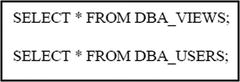 SELECT * FROM DBA_VIEWS;
SELECT * FROM DBA_USERS;